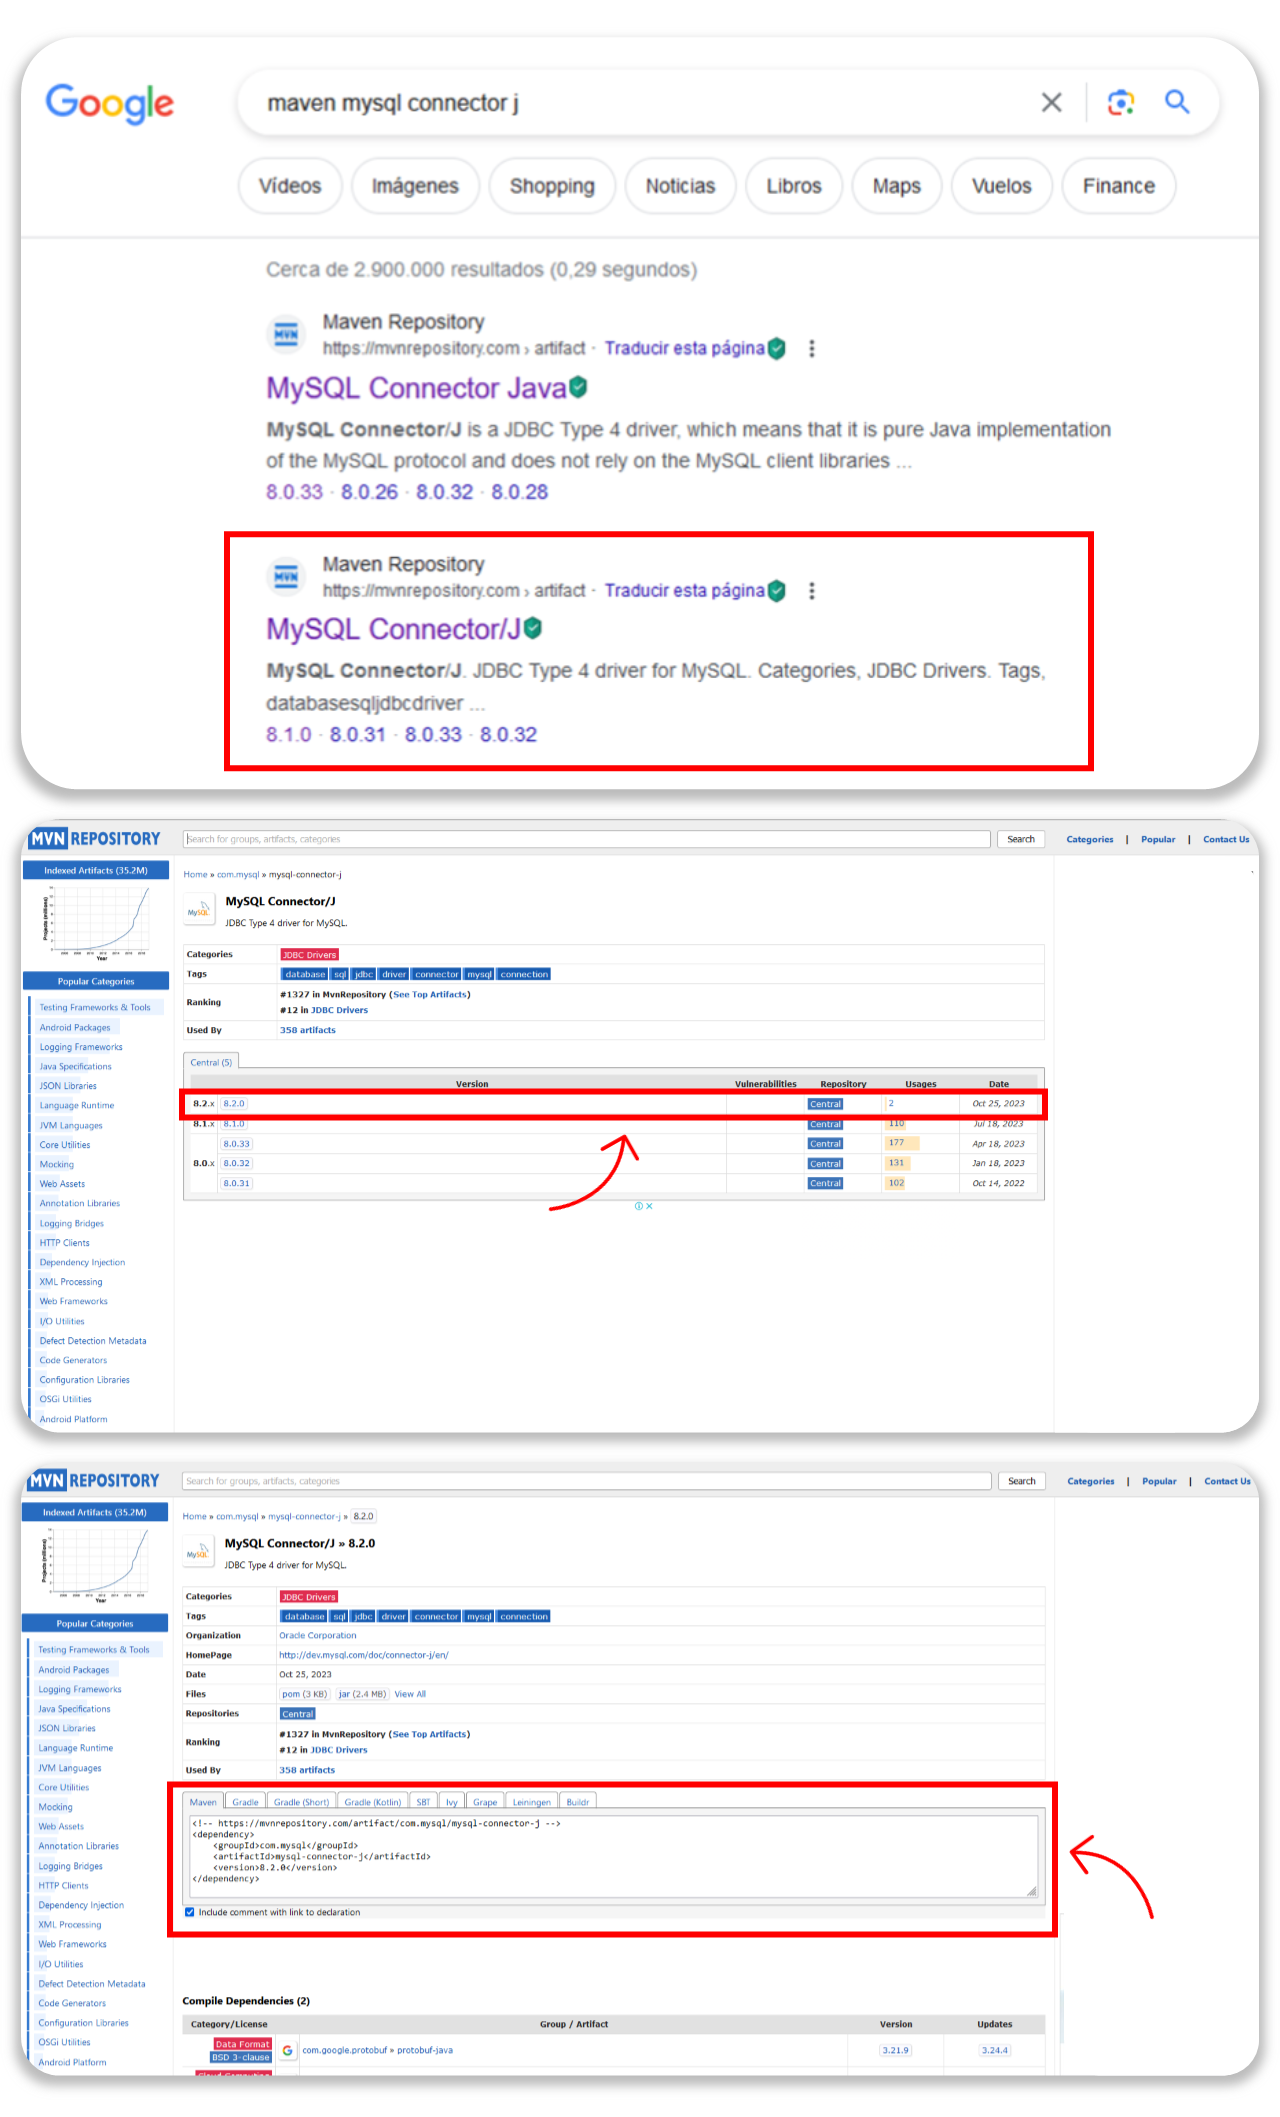 Google
maven mysql connector j
Vídeos Imágenes Shopping Noticias Libros Maps Vuelos Finance
Cerca de 2.900.000 resultados (0,29 segundos)
MVN
Maven Repository
https://mvnrepository.com › artifact · Traducir esta página
MySQL Connector Java
MySQL Connector/J is a JDBC Type 4 driver, which means that it is pure Java implementation
of the MySQL protocol and does not rely on the MySQL client libraries ...
8.0.33 · 8.0.26 · 8.0.32 · 8.0.28
MVN
Maven Repository
https://mvnrepository.com › artifact · Traducir esta página
MySQL Connector/J
MySQL Connector/J. JDBC Type 4 driver for MySQL. Categories, JDBC Drivers. Tags,
databasesqljdbcdriver ...
8.1.0 · 8.0.31 · 8.0.33 · 8.0.32
MVN REPOSITORY
Search for groups, artifacts, categories
Search
Categories | Popular | Contact Us
Indexed Artifacts (35.2M)
Projects (millions)
Year
Popular Categories
Testing Frameworks & Tools
Android Packages
Logging Frameworks
Java Specifications
JSON Libraries
Language Runtime
JVM Languages
Core Utilities
Mocking
Web Assets
Annotation Libraries
Logging Bridges
HTTP Clients
Dependency Injection
XML Processing
Web Frameworks
I/O Utilities
Defect Detection Metadata
Code Generators
Configuration Libraries
OSGi Utilities
Android Platform
Home » com.mysql » mysql-connector-j
MySQL
MySQL Connector/J
JDBC Type 4 driver for MySQL.
Categories JDBC Drivers
Tags database sql jdbc driver connector mysql connection
Ranking #1327 in MvnRepository (See Top Artifacts)
#12 in JDBC Drivers
Used By 358 artifacts
Central (5)
Version Vulnerabilities Repository Usages Date
8.2.x 8.2.0 Central 2 Oct 25, 2023
8.1.x 8.1.0 Central 110 Jul 18, 2023
8.0.33 Central 177 Apr 18, 2023
8.0.x 8.0.32 Central 131 Jan 18, 2023
8.0.31 Central 102 Oct 14, 2022
MVN REPOSITORY
Search for groups, artifacts, categories
Search
Categories | Popular | Contact Us
Indexed Artifacts (35.2M)
Projects (millions)
Year
Popular Categories
Testing Frameworks & Tools
Android Packages
Logging Frameworks
Java Specifications
JSON Libraries
Language Runtime
JVM Languages
Core Utilities
Mocking
Web Assets
Annotation Libraries
Logging Bridges
HTTP Clients
Dependency Injection
XML Processing
Web Frameworks
I/O Utilities
Defect Detection Metadata
Code Generators
Configuration Libraries
OSGi Utilities
Android Platform
Home » com.mysql » mysql-connector-j » 8.2.0
MySQL
MySQL Connector/J » 8.2.0
JDBC Type 4 driver for MySQL.
Categories JDBC Drivers
Tags database sql jdbc driver connector mysql connection
Organization Oracle Corporation
HomePage http://dev.mysql.com/doc/connector-j/en/
Date Oct 25, 2023
Files pom (3 KB) jar (2.4 MB) View All
Repositories Central
Ranking #1327 in MvnRepository (See Top Artifacts)
#12 in JDBC Drivers
Used By 358 artifacts
Maven Gradle Gradle (Short) Gradle (Kotlin) SBT Ivy Grape Leiningen Buildr
<!-- https://mvnrepository.com/artifact/com.mysql/mysql-connector-j -->
<dependency>
<groupId>com.mysql</groupId>
<artifactId>mysql-connector-j</artifactId>
<version>8.2.0</version>
</dependency>
Include comment with link to declaration
Compile Dependencies (2)
Category/License Group / Artifact Version Updates
Data Format
BSD 3-clause
com.google.protobuf » protobuf-java 3.21.9 3.24.4
Cloud Computing